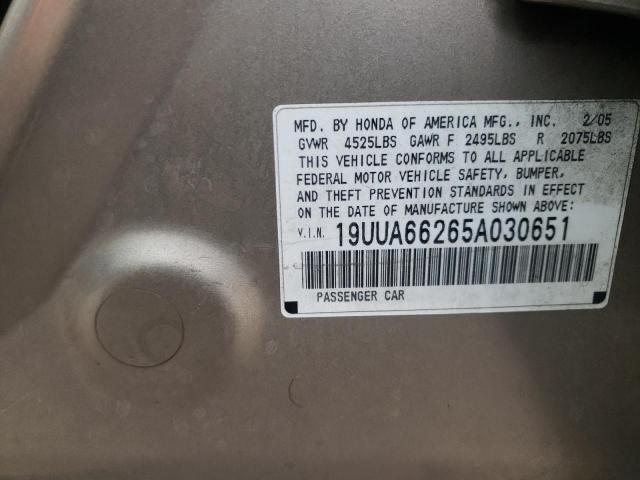 MFD. BY HONDA OF AMERICA MFG., INC. 2/05
GVWR 4525LBS GAWR F 2495LBS R 2075LBS
THIS VEHICLE CONFORMS TO ALL APPLICABLE
FEDERAL MOTOR VEHICLE SAFETY, BUMPER,
AND THEFT PREVENTION STANDARDS IN EFFECT
ON THE DATE OF MANUFACTURE SHOWN ABOVE:
V.I.N. 19UUA66265A030651
PASSENGER CAR